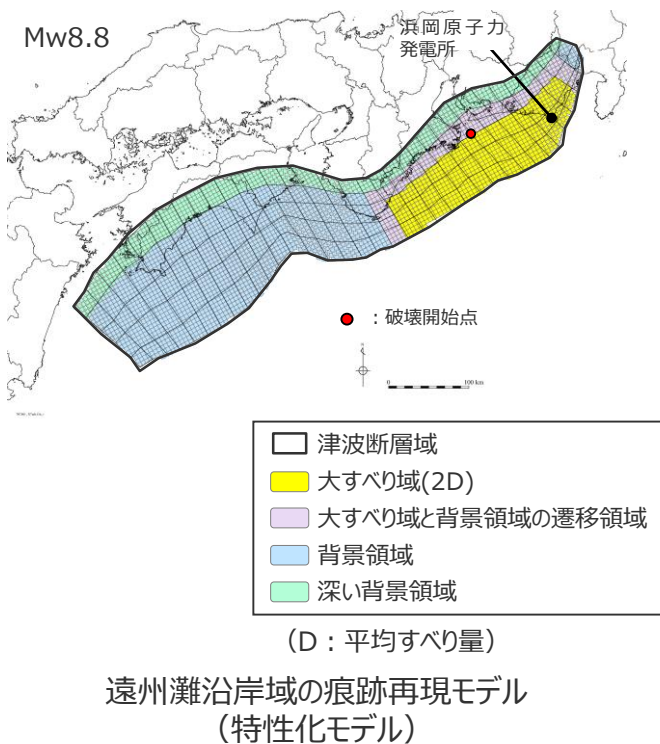 Mw8.8
浜岡原子力
発電所
：破壊開始点
N
0 100 km
津波断層域
大すべり域(2D)
大すべり域と背景領域の遷移領域
背景領域
深い背景領域
（D：平均すべり量）
遠州灘沿岸域の痕跡再現モデル
（特性化モデル）